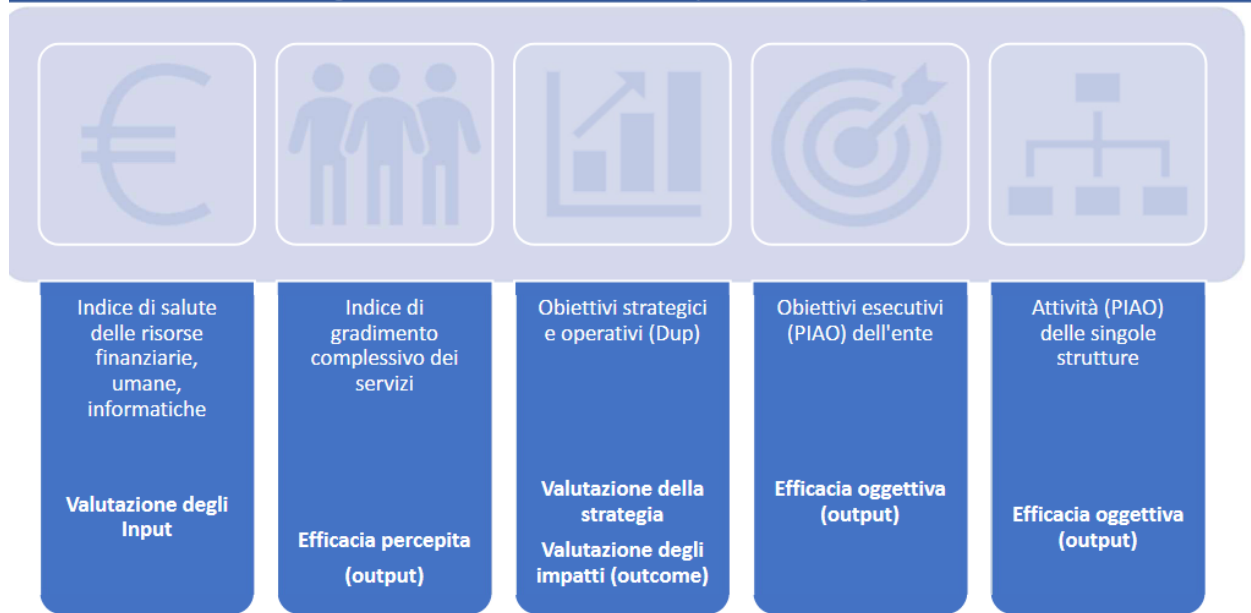 Indice di salute
delle risorse
finanziarie,
umane,
informatiche
Valutazione degli
Input
Indice di
gradimento
complessivo dei
servizi
Efficacia percepita
(output)
Obiettivi strategici
e operativi (Dup)
Valutazione della
strategia
Valutazione degli
impatti (outcome)
Obiettivi esecutivi
(PIAO) dell'ente
Efficacia oggettiva
(output)
Attività (PIAO)
delle singole
strutture
Efficacia oggettiva
(output)